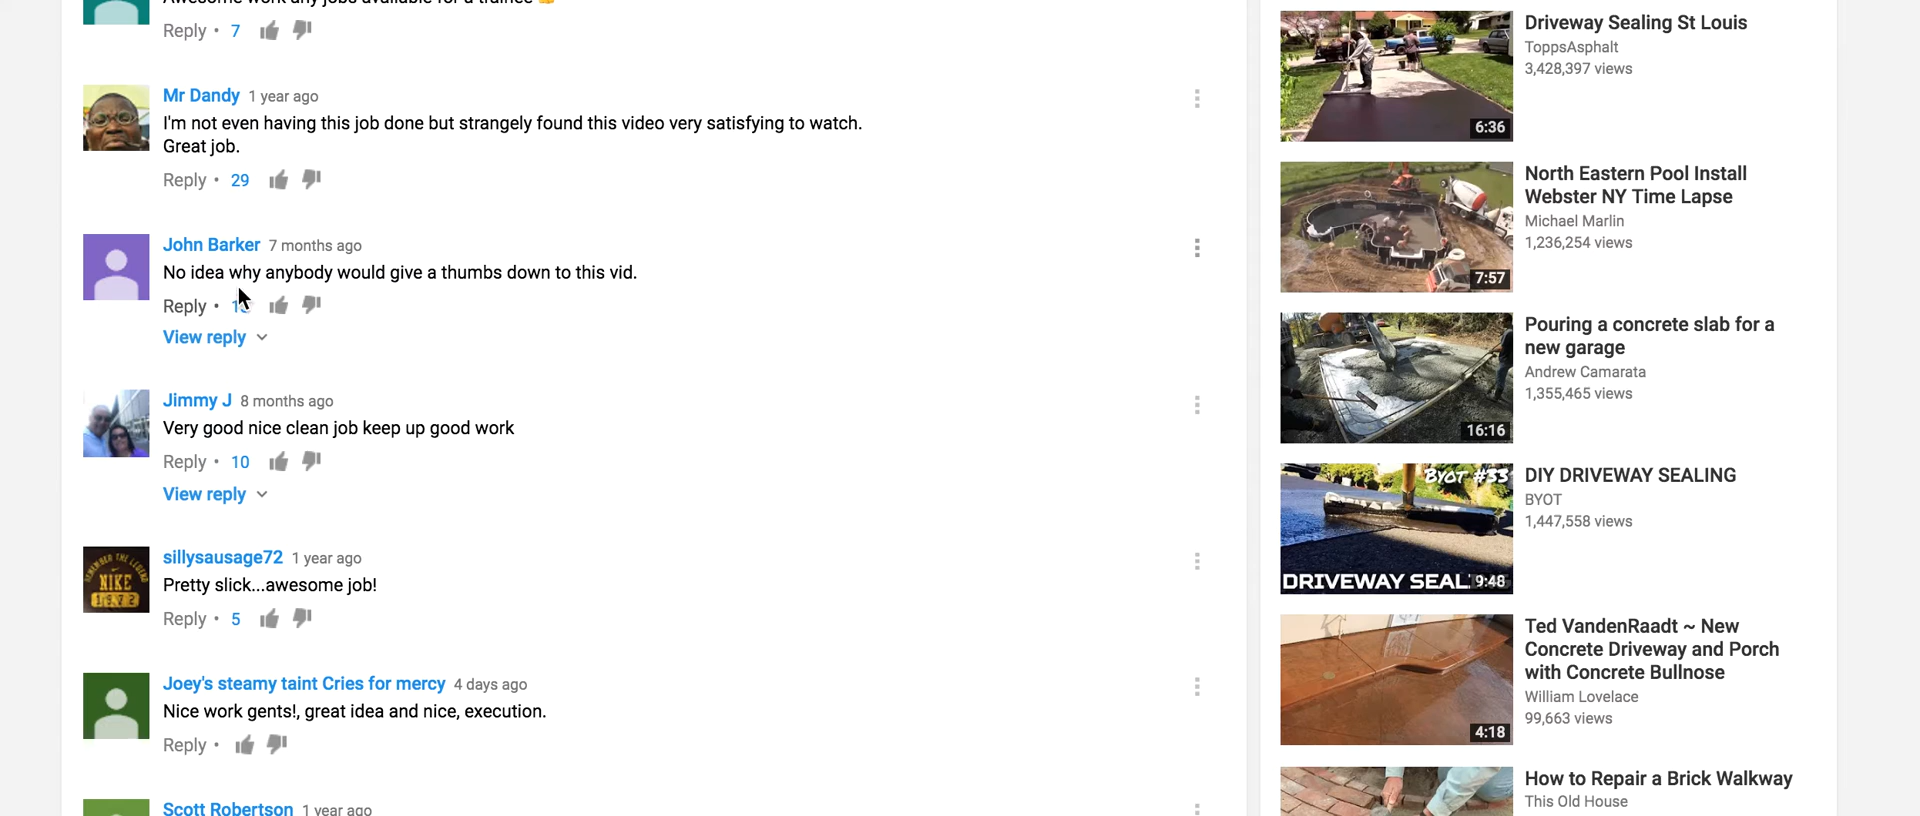 Reply • 7
Mr Dandy 1 year ago
I'm not even having this job done but strangely found this video very satisfying to watch.
Great job.
Reply • 29
John Barker 7 months ago
No idea why anybody would give a thumbs down to this vid.
Reply •
View reply
Jimmy J 8 months ago
Very good nice clean job keep up good work
Reply • 10
View reply
NIKE
1972
sillysausage72 1 year ago
Pretty slick...awesome job!
Reply • 5
Joey's steamy taint Cries for mercy 4 days ago
Nice work gents!, great idea and nice, execution.
Reply •
Scott Robertson 1 year ago
6:36
Driveway Sealing St Louis
ToppsAsphalt
3,428,397 views
7:57
North Eastern Pool Install
Webster NY Time Lapse
Michael Marlin
1,236,254 views
16:16
Pouring a concrete slab for a
new garage
Andrew Camarata
1,355,465 views
BYOT #33
DRIVEWAY SEAL
9:48
DIY DRIVEWAY SEALING
BYOT
1,447,558 views
4:18
Ted VandenRaadt ~ New
Concrete Driveway and Porch
with Concrete Bullnose
William Lovelace
99,663 views
How to Repair a Brick Walkway
This Old House